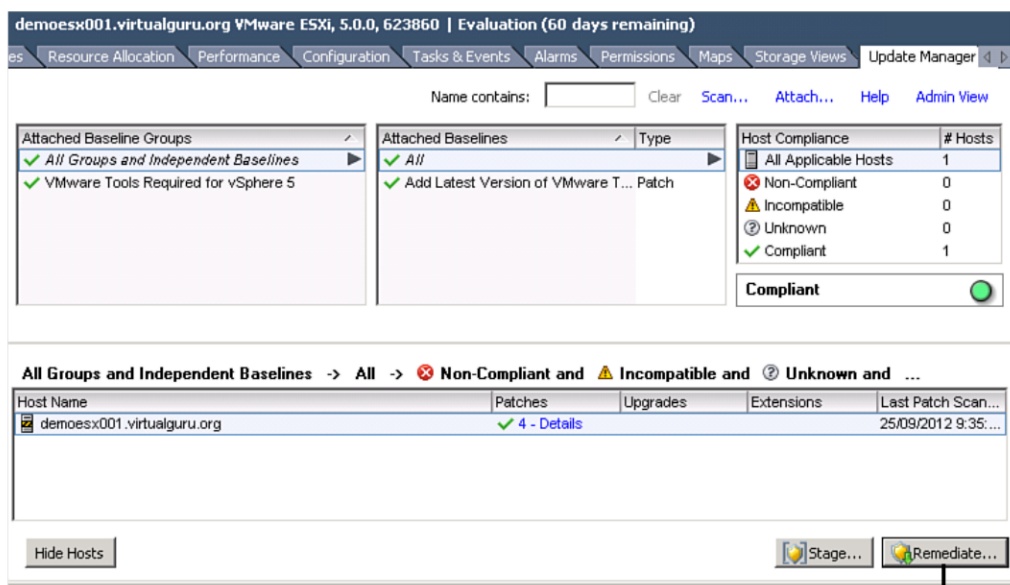 demoesx001.virtualguru.org VMware ESXi, 5.0.0, 623860 | Evaluation (60 days remaining)
es Resource Allocation Performance Configuration Tasks & Events Alarms Permissions Maps Storage Views Update Manager
Name contains: Clear Scan... Attach... Help Admin View
Attached Baseline Groups Attached Baselines Type Host Compliance # Hosts
All Groups and Independent Baselines All All Applicable Hosts 1
VMware Tools Required for vSphere 5 Add Latest Version of VMware T... Patch Non-Compliant 0
Incompatible 0
Unknown 0
Compliant 1
Compliant
All Groups and Independent Baselines -> All -> Non-Compliant and Incompatible and Unknown and ...
Host Name Patches Upgrades Extensions Last Patch Scan...
demoesx001.virtualguru.org 4 - Details 25/09/2012 9:35:...
Hide Hosts Stage... Remediate...